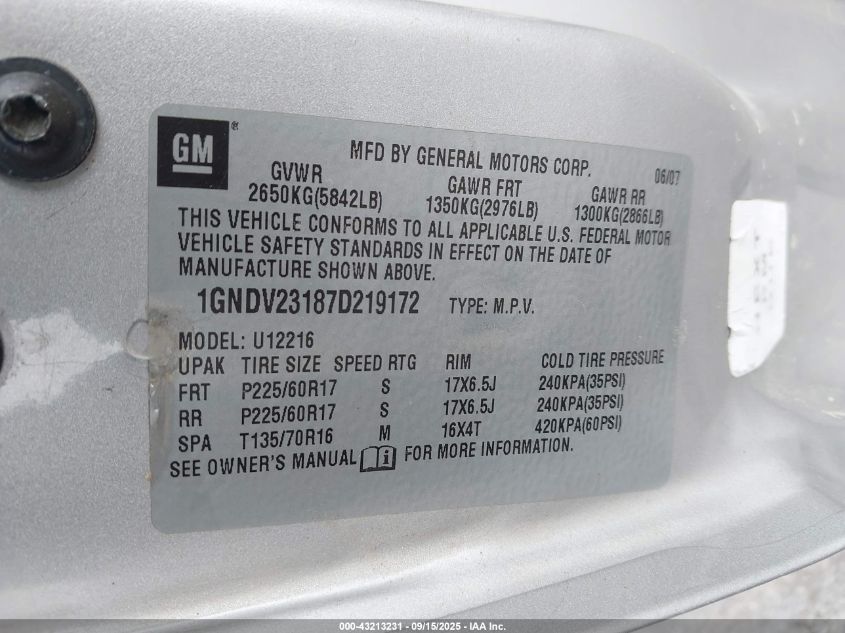 GM®
MFD BY GENERAL MOTORS CORP.
06/07
GVWR
2650KG(5842LB)
GAWR FRT
1350KG(2976LB)
GAWR RR
1300KG(2866LB)
THIS VEHICLE CONFORMS TO ALL APPLICABLE U.S. FEDERAL MOTOR
VEHICLE SAFETY STANDARDS IN EFFECT ON THE DATE OF
MANUFACTURE SHOWN ABOVE.
1GNDV23187D219172 TYPE: M.P.V.
MODEL: U12216
UPAK TIRE SIZE SPEED RTG RIM COLD TIRE PRESSURE
FRT P225/60R17 S 17X6.5J 240KPA(35PSI)
RR P225/60R17 S 17X6.5J 240KPA(35PSI)
SPA T135/70R16 M 16X4T 420KPA(60PSI)
SEE OWNER'S MANUAL i FOR MORE INFORMATION.
000-43213231 - 09/15/2025 - IAA Inc.